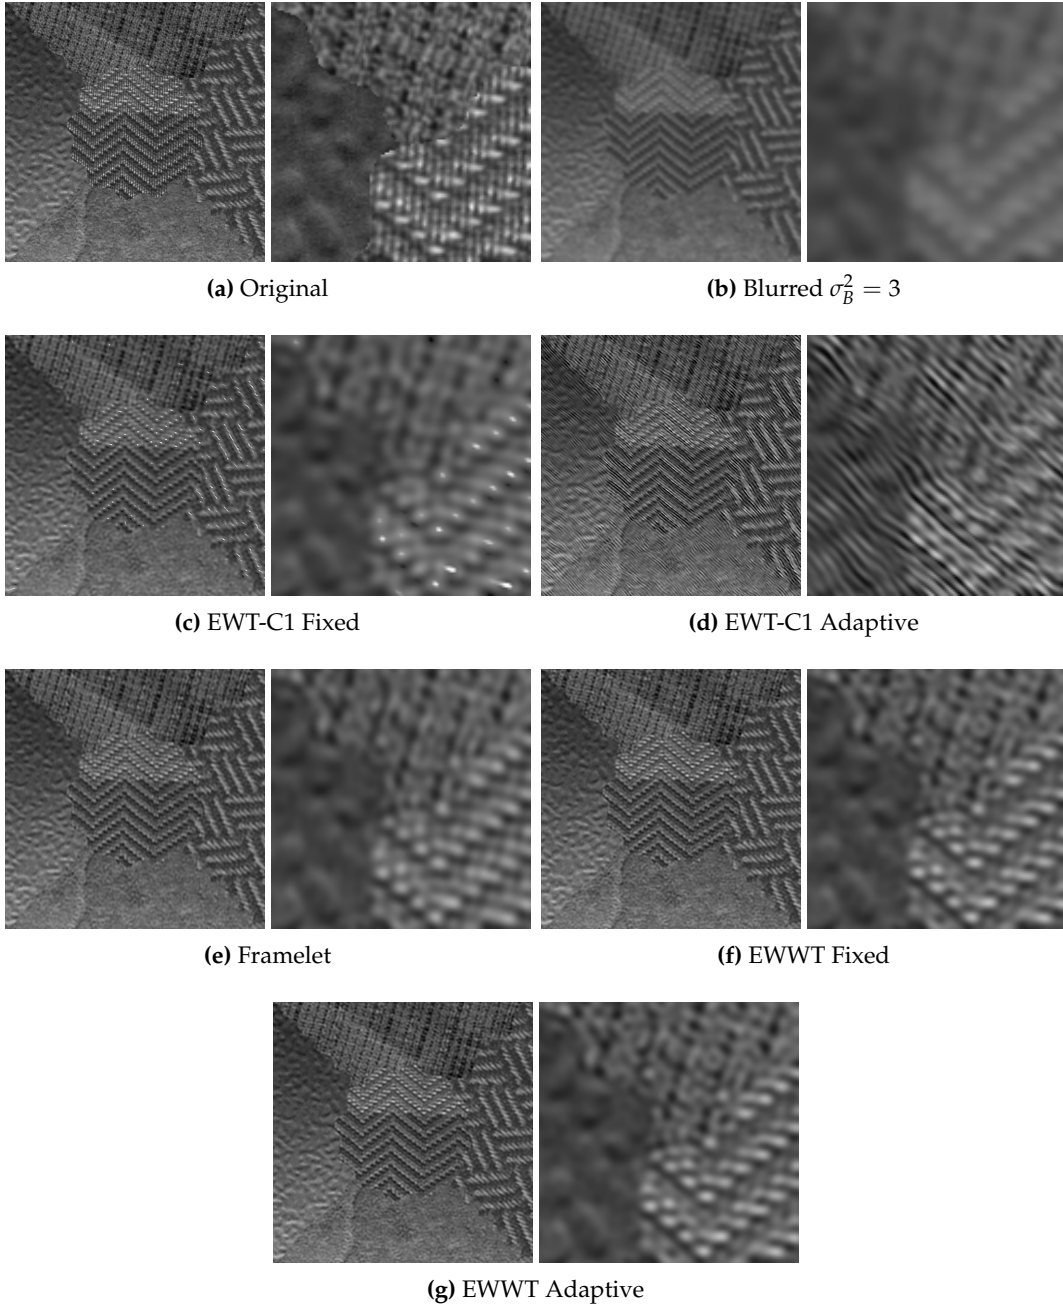 (a) Original
(b) Blurred σ_B^2 = 3
(c) EWT-C1 Fixed
(d) EWT-C1 Adaptive
(e) Framelet
(f) EWWT Fixed
(g) EWWT Adaptive